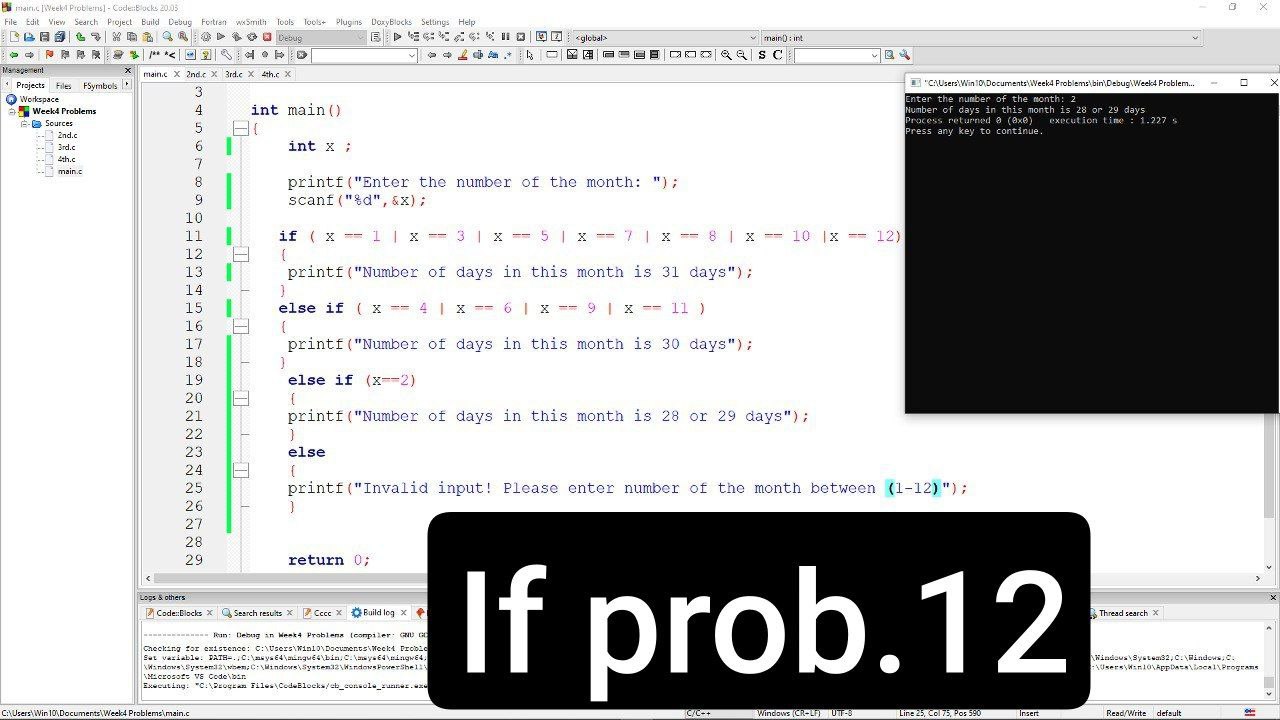 main.c [Week4 Problems] - Code::Blocks 20.03
File Edit View Search Project Build Debug Fortran wxSmith Tools Tools+ Plugins DoxyBlocks Settings Help
Debug
<global>
main() : int
/** *<
S C
Management
Projects Files FSymbols
Workspace
Week4 Problems
Sources
2nd.c
3rd.c
4th.c
main.c
main.c 2nd.c 3rd.c 4th.c
3
4 int main()
5 {
6 int x ;
7
8 printf("Enter the number of the month: ");
9 scanf("%d",&x);
10
11 if ( x == 1 | x == 3 | x == 5 | x == 7 | x == 8 | x == 10 |x == 12)
12 {
13 printf("Number of days in this month is 31 days");
14 }
15 else if ( x == 4 | x == 6 | x == 9 | x == 11 )
16 {
17 printf("Number of days in this month is 30 days");
18 }
19 else if (x==2)
20 {
21 printf("Number of days in this month is 28 or 29 days");
22 }
23 else
24 {
25 printf("Invalid input! Please enter number of the month between (1-12)");
26 }
27
28
29 return 0;
"C:\Users\Win10\Documents\Week4 Problems\bin\Debug\Week4 Problem...
Enter the number of the month: 2
Number of days in this month is 28 or 29 days
Process returned 0 (0x0) execution time : 1.227 s
Press any key to continue.
If prob.12
Logs & others
Code::Blocks Search results Cccc Build log Thread search
-------------- Run: Debug in Week4 Problems (compiler: GNU GC
Checking for existence: C:\Users\Win10\Documents\Week4 Proble
Set variable: PATH=.;C:\msys64\mingw64\bin;C:\msys64\mingw64;
\Windows\System32;C:\Windows;C:
\Windows\System32\wbem;C:\Windows\System32\WindowsPowerShell\
\Users\Win10\AppData\Local\Programs
\Microsoft VS Code\bin
Executing: "C:\Program Files\CodeBlocks/cb_console_runner.exe
C:\Users\Win10\Documents\Week4 Problems\main.c C/C++ Windows (CR+LF) UTF-8 Line 25, Col 75, Pos 590 Insert Read/Write default